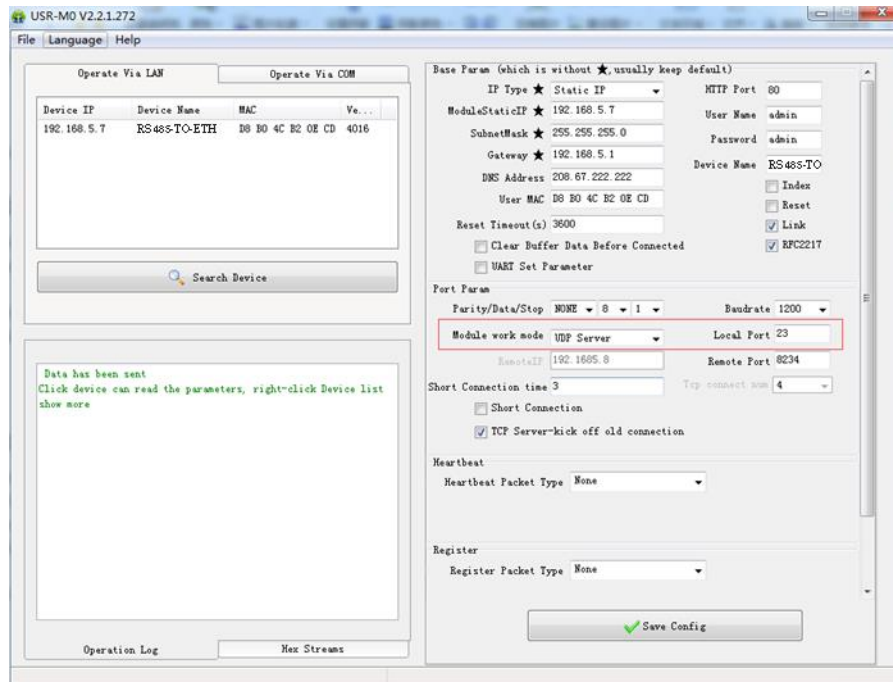 USR-M0 V2.2.1.272
File Language Help
Operate Via LAN Operate Via COM
Device IP Device Name MAC Ve...
192.168.5.7 RS485-TO-ETH D8 B0 4C B2 0E CD 4016
Search Device
Data has been sent
Click device can read the parameters, right-click Device list
show more
Operation Log Hex Streams
Base Param (which is without ★,usually keep default)
IP Type ★ Static IP HTTP Port 80
ModuleStaticIP ★ 192.168.5.7 User Name admin
SubnetMask ★ 255.255.255.0 Password admin
Gateway ★ 192.168.5.1 Device Name RS485-TO
DNS Address 208.67.222.222 Index
User MAC D8 B0 4C B2 0E CD Reset
Reset Timeout(s) 3600 Link
Clear Buffer Data Before Connected RFC2217
UART Set Parameter
Port Param
Parity/Data/Stop NONE 8 1 Baudrate 1200
Module work mode UDP Server Local Port 23
RemoteIP 192.1685.8 Remote Port 8234
Short Connection time 3 Tcp connect num 4
Short Connection
TCP Server-kick off old connection
Heartbeat
Heartbeat Packet Type None
Register
Register Packet Type None
Save Config